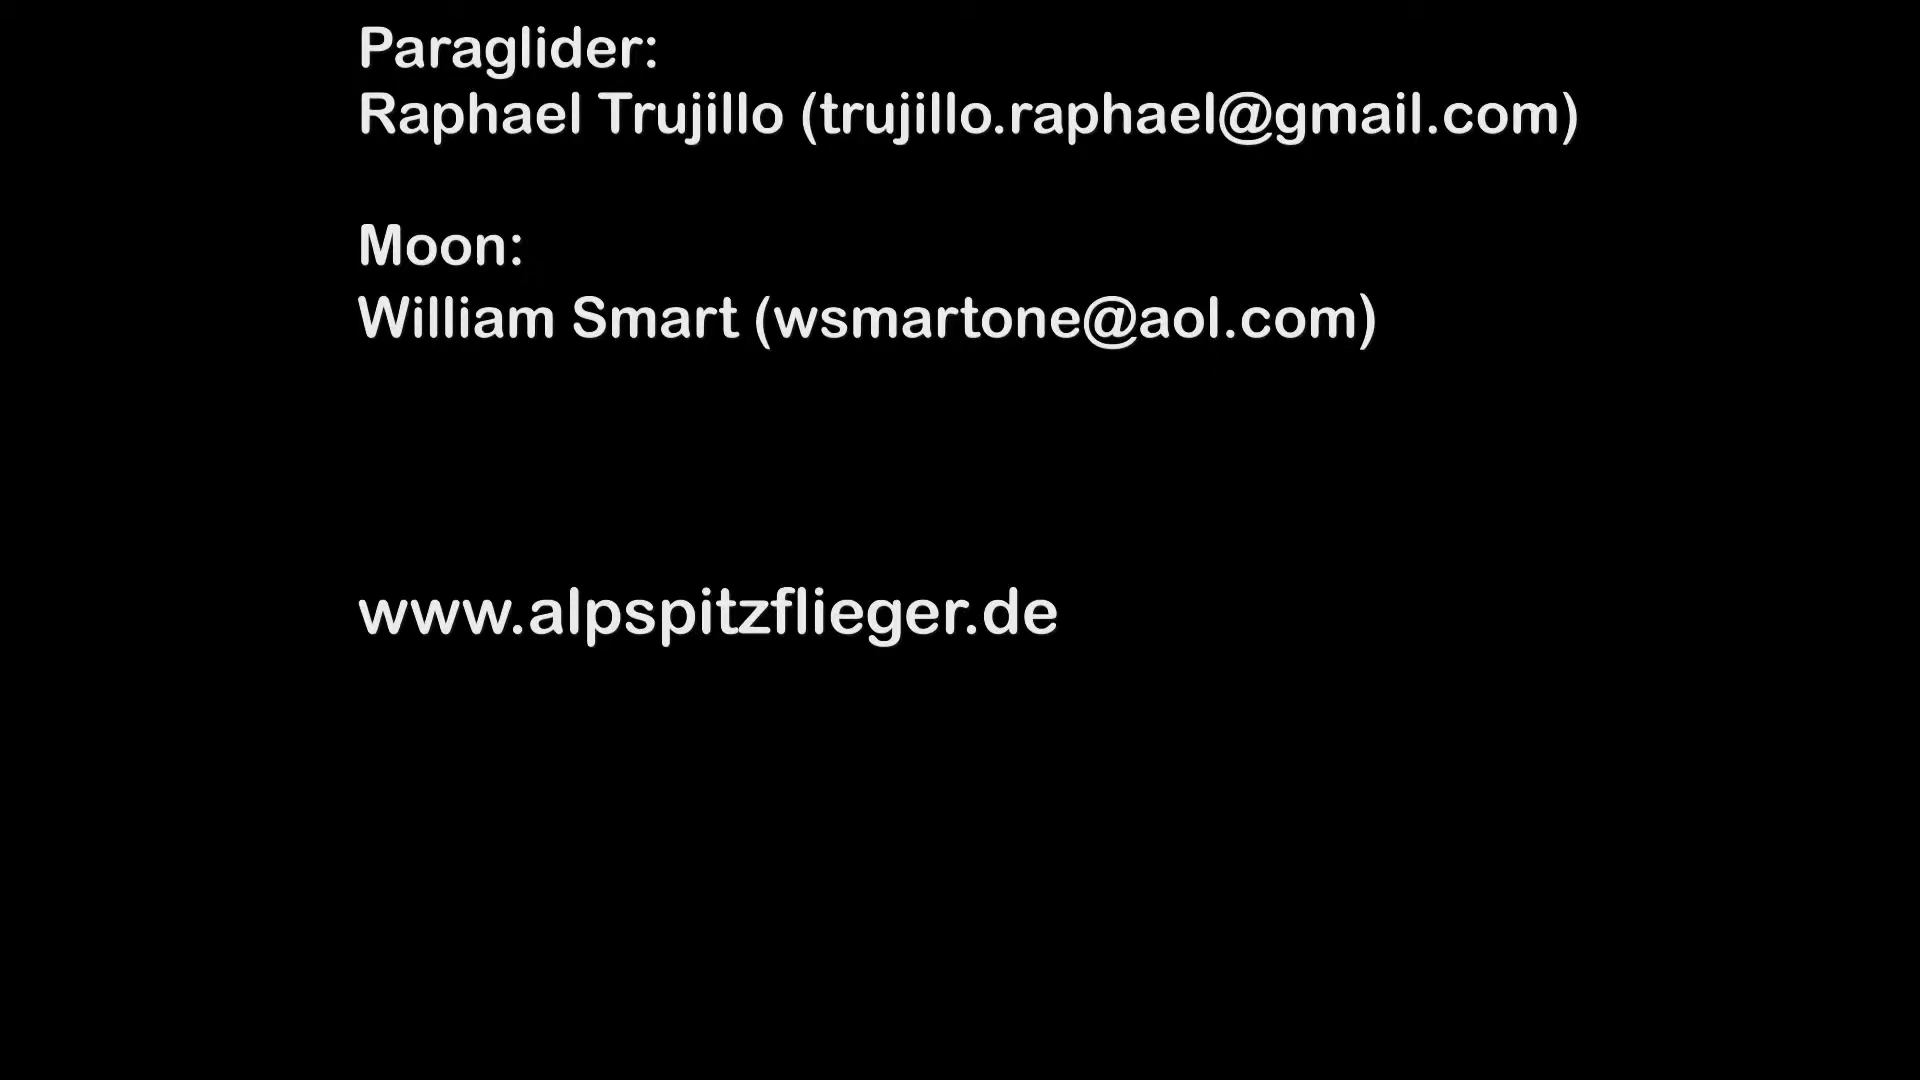 Paraglider:
Raphael Trujillo (trujillo.raphael@gmail.com)
Moon:
William Smart (wsmartone@aol.com)
www.alpspitzflieger.de